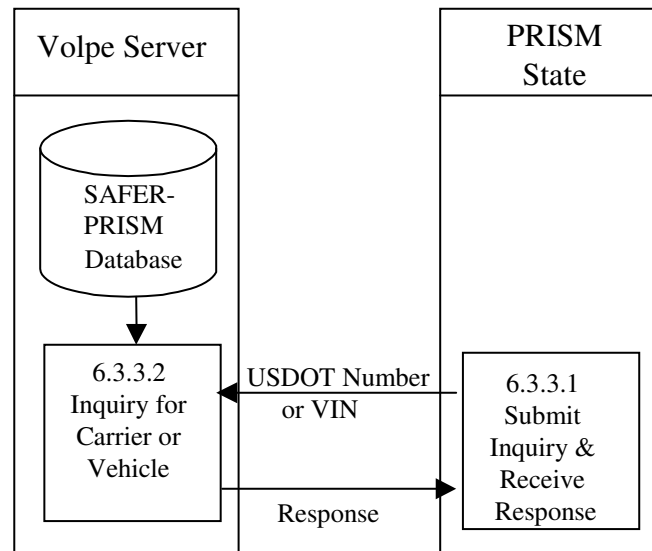 Volpe Server
PRISM
State
SAFER-
PRISM
Database
6.3.3.2
Inquiry for
Carrier or
Vehicle
USDOT Number
or VIN
Response
6.3.3.1
Submit
Inquiry &
Receive
Response